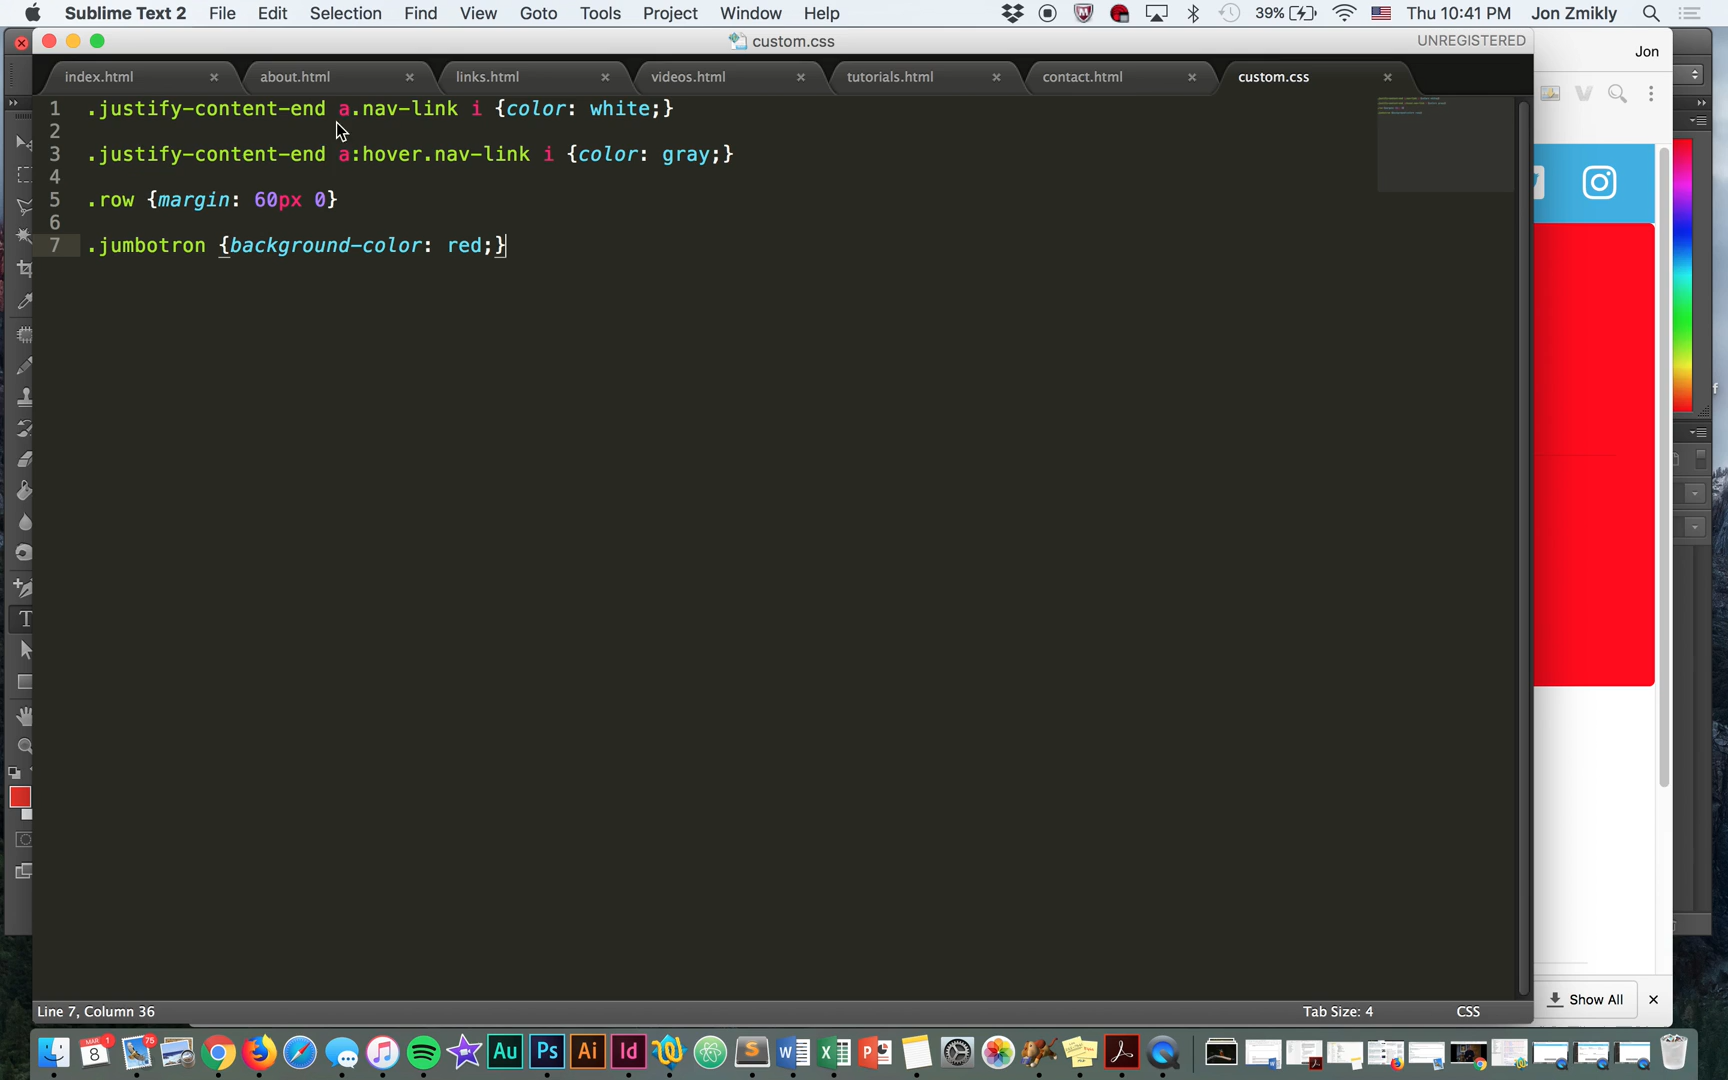 Sublime Text 2 File Edit Selection Find View Goto Tools Project Window Help 39% Thu 10:41 PM Jon Zmikly
custom.css UNREGISTERED
Jon
index.html × about.html × links.html × videos.html × tutorials.html × contact.html × custom.css ×
1 .justify-content-end a.nav-link i {color: white;}
2
3 .justify-content-end a:hover.nav-link i {color: gray;}
4
5 .row {margin: 60px 0}
6
7 .jumbotron {background-color: red;}
T
Show All ×
Line 7, Column 36 Tab Size: 4 CSS
MAR 1 75
8
Au Ps Ai Id S W X P